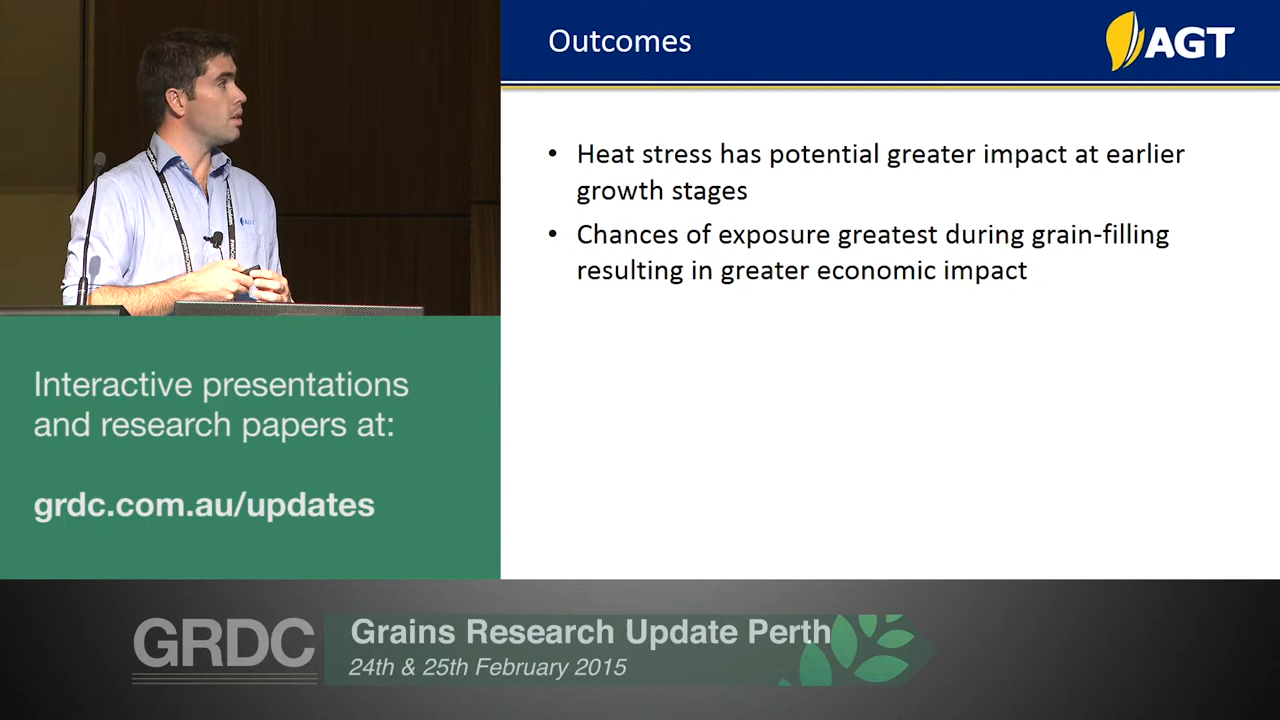 Outcomes
AGT
• Heat stress has potential greater impact at earlier
growth stages
• Chances of exposure greatest during grain-filling
resulting in greater economic impact
AGT
Interactive presentations
and research papers at:
grdc.com.au/updates
GRDC
Grains Research Update Perth
24th & 25th February 2015